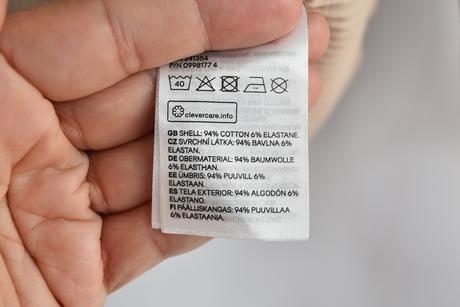 241354
P/N 0998177 4
40
clevercare.info
GB SHELL: 94% COTTON 6% ELASTANE.
CZ SVRCHNÍ LÁTKA: 94% BAVLNA 6%
ELASTAN.
DE OBERMATERIAL: 94% BAUMWOLLE
6% ELASTHAN.
EE ÜMBRIS: 94% PUUVILL 6%
ELASTAAN.
ES TELA EXTERIOR: 94% ALGODÓN 6%
ELASTANO.
FI PÄÄLLUSKANGAS: 94% PUUVILLAA
6% ELASTAANIA.